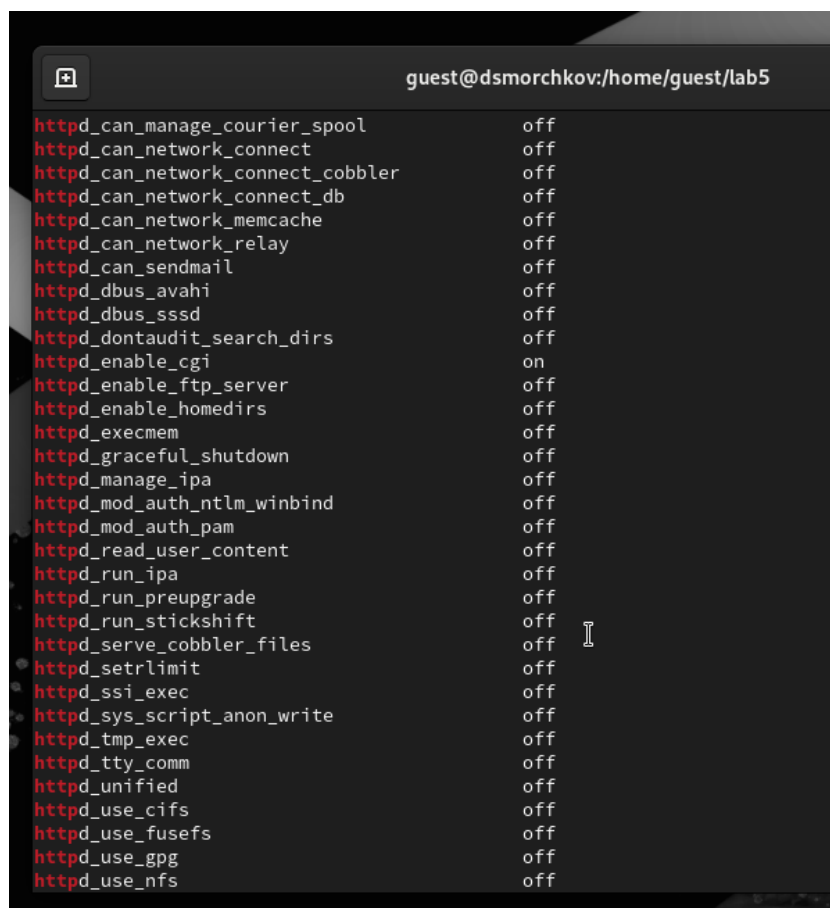 guest@dsmorchkov:/home/guest/lab5
httpd_can_manage_courier_spool off
httpd_can_network_connect off
httpd_can_network_connect_cobbler off
httpd_can_network_connect_db off
httpd_can_network_memcache off
httpd_can_network_relay off
httpd_can_sendmail off
httpd_dbus_avahi off
httpd_dbus_sssd off
httpd_dontaudit_search_dirs off
httpd_enable_cgi on
httpd_enable_ftp_server off
httpd_enable_homedirs off
httpd_execmem off
httpd_graceful_shutdown off
httpd_manage_ipa off
httpd_mod_auth_ntlm_winbind off
httpd_mod_auth_pam off
httpd_read_user_content off
httpd_run_ipa off
httpd_run_preupgrade off
httpd_run_stickshift off
httpd_serve_cobbler_files off
httpd_setrlimit off
httpd_ssi_exec off
httpd_sys_script_anon_write off
httpd_tmp_exec off
httpd_tty_comm off
httpd_unified off
httpd_use_cifs off
httpd_use_fusefs off
httpd_use_gpg off
httpd_use_nfs off